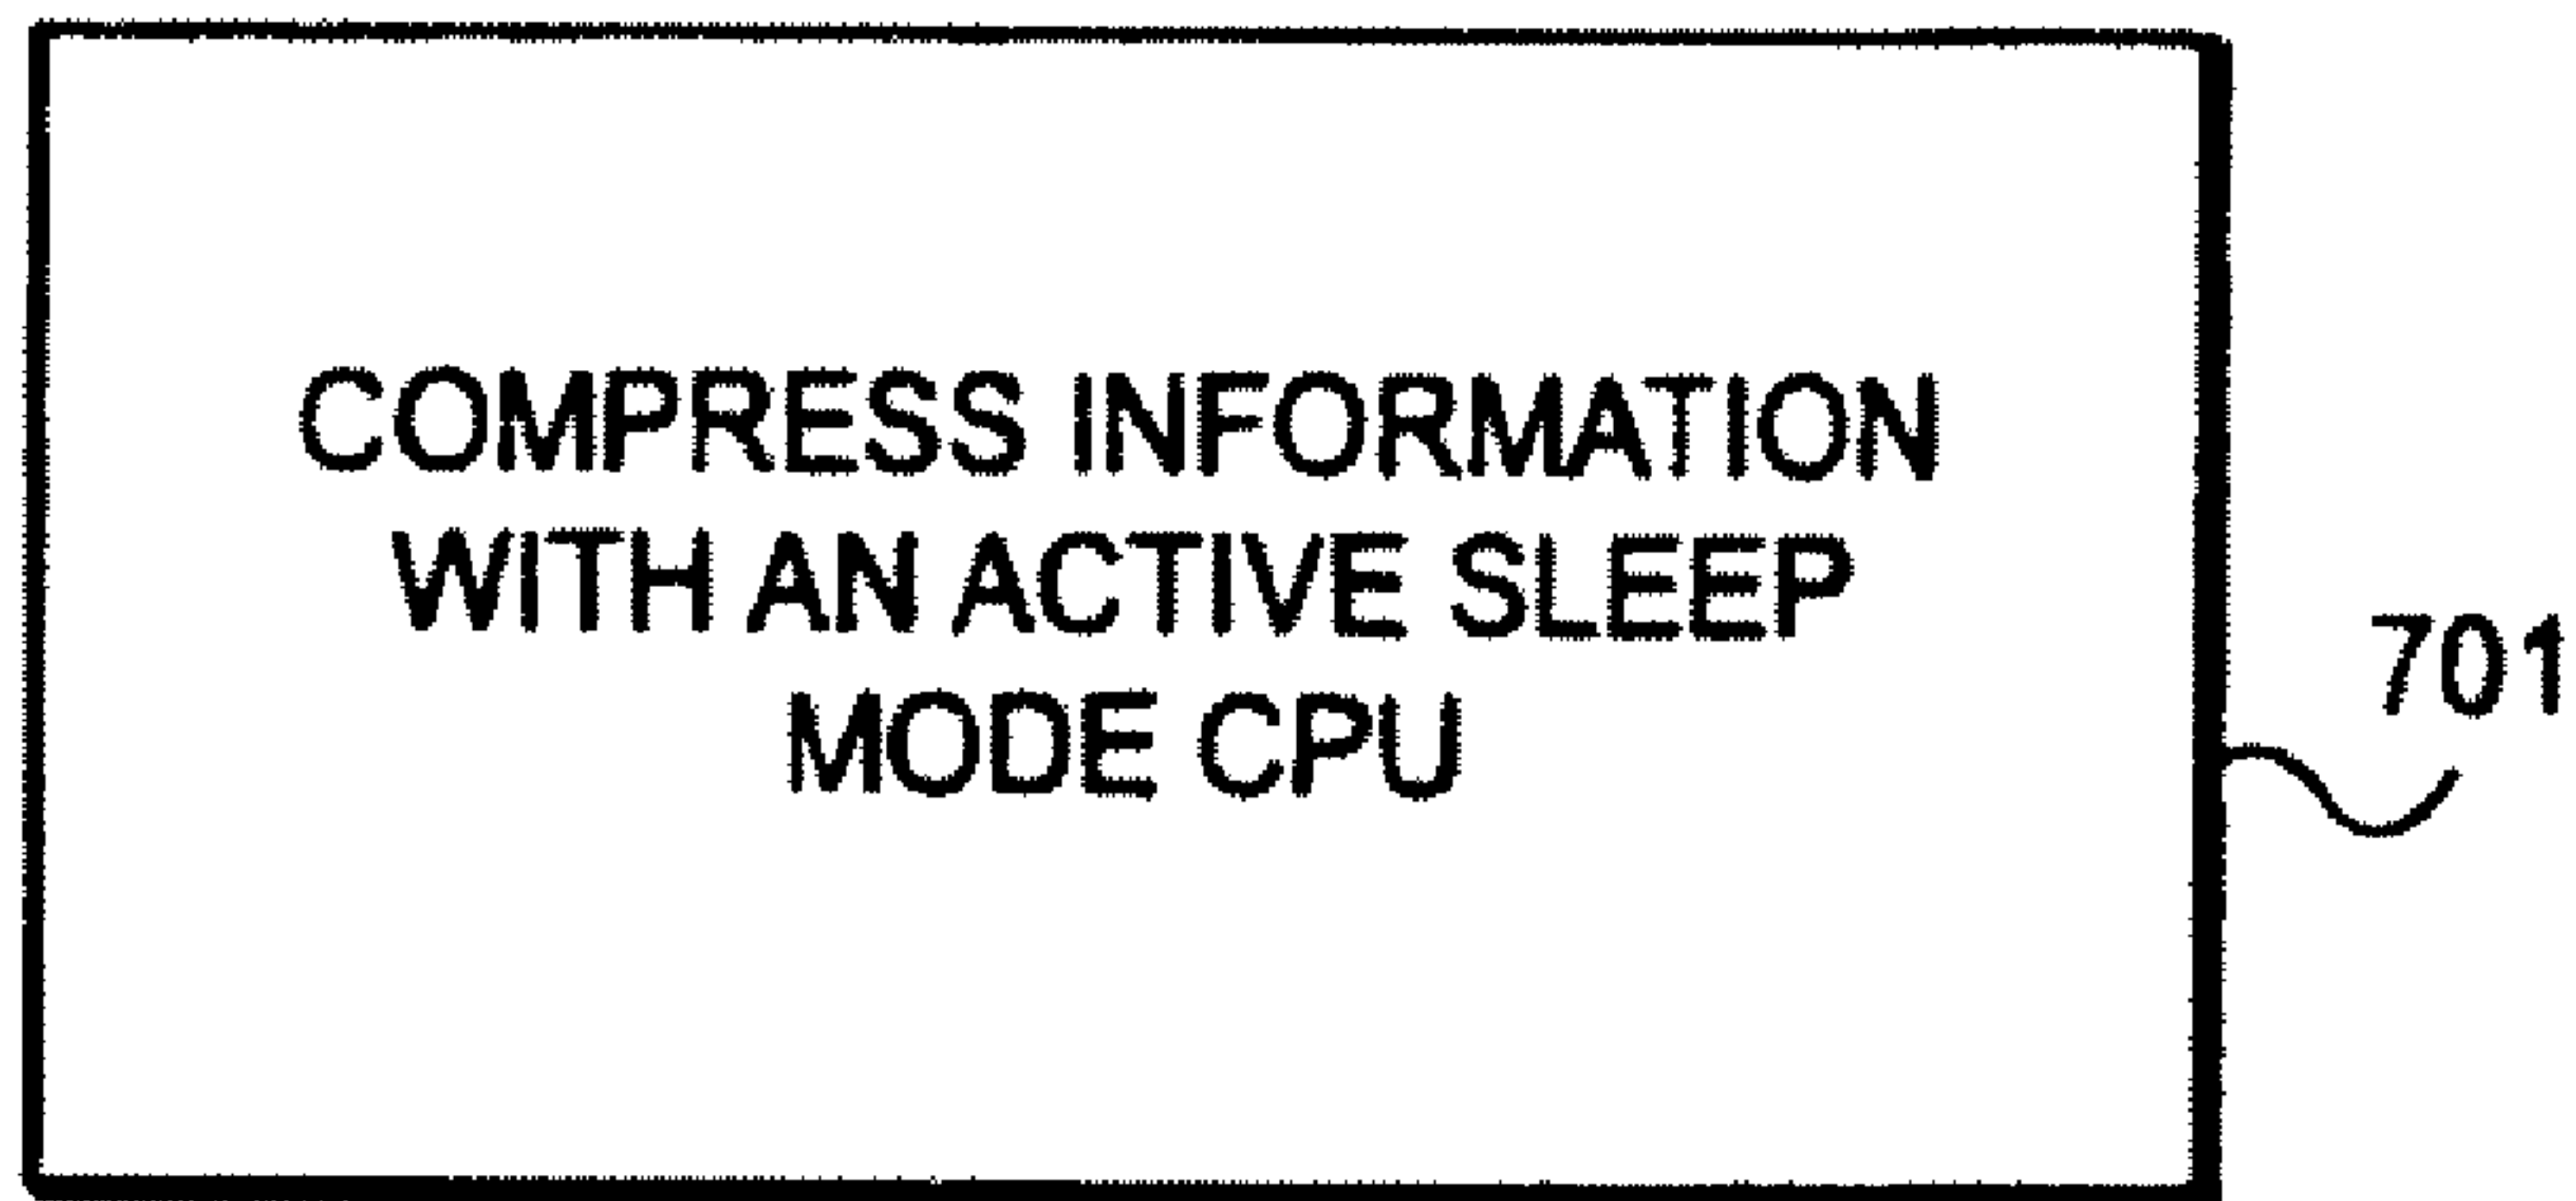 COMPRESS INFORMATION
WITH AN ACTIVE SLEEP
MODE CPU
701